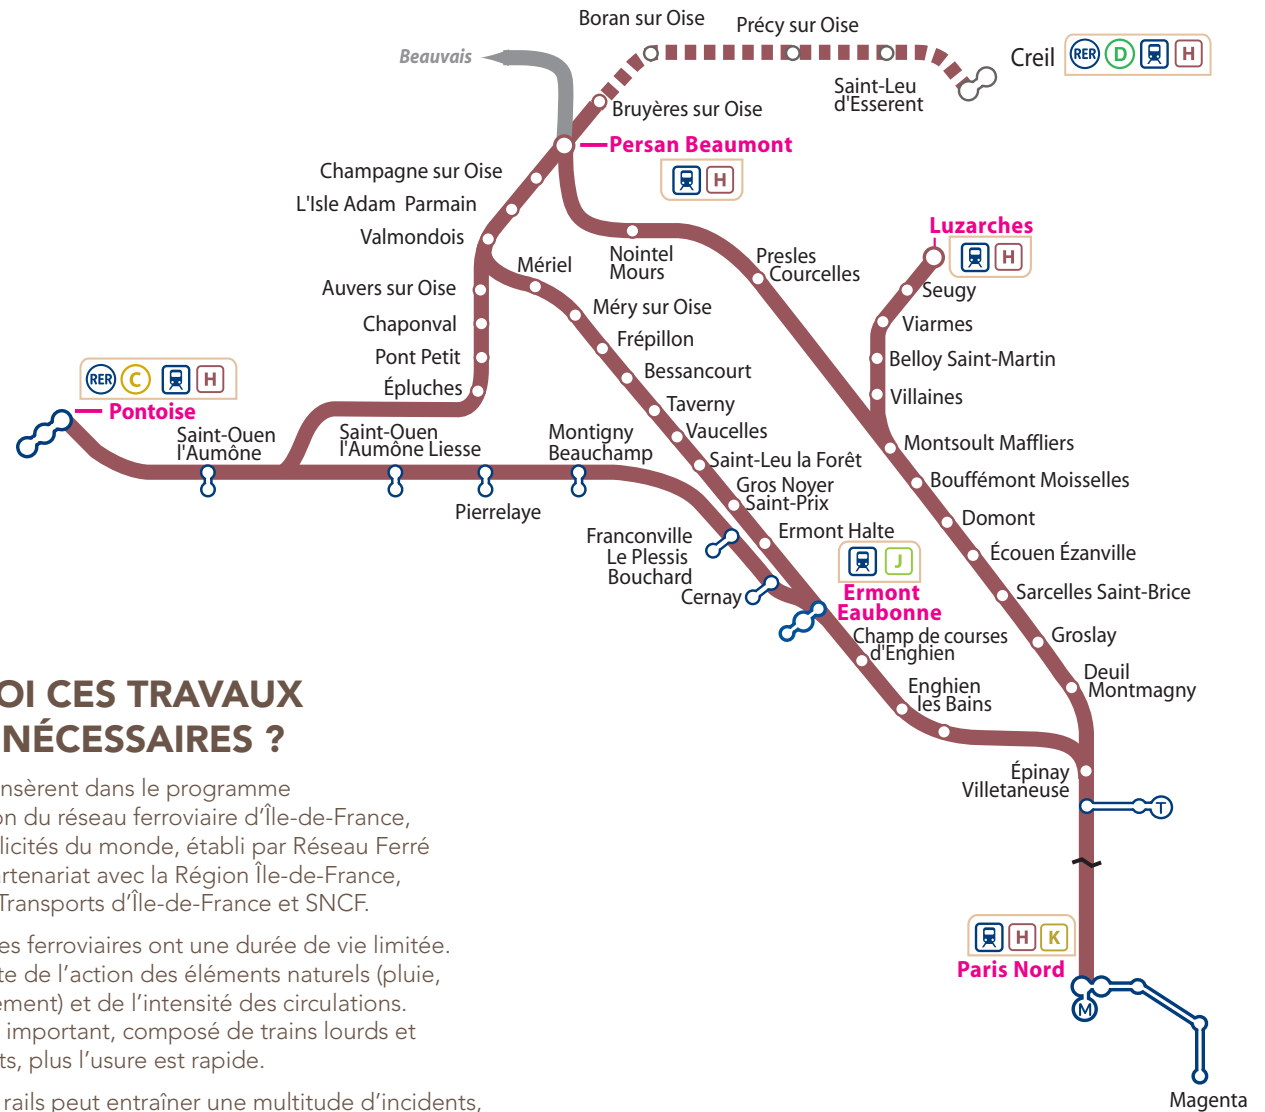 Boran sur Oise
Précy sur Oise
Beauvais
Creil
RER D H
Saint-Leu
d'Esserent
Bruyères sur Oise
Persan Beaumont
H
Champagne sur Oise
L'Isle Adam Parmain
Valmondois
Nointel
Mours
Presles
Courcelles
Luzarches
H
Seugy
Mériel
Auvers sur Oise
Méry sur Oise
Viarmes
Chaponval
Frépillon
Belloy Saint-Martin
Pont Petit
Bessancourt
Villaines
RER C H
Épluches
Pontoise
Taverny
Saint-Ouen
l'Aumône
Saint-Ouen
l'Aumône Liesse
Montigny
Beauchamp
Vaucelles
Montsoult Maffliers
Saint-Leu la Forêt
Bouffémont Moisselles
Gros Noyer
Saint-Prix
Pierrelaye
Domont
Ermont Halte
Franconville
Le Plessis
Bouchard
Écouen Ézanville
J
Cernay
Ermont
Eaubonne
Sarcelles Saint-Brice
Champ de courses
d'Enghien
Groslay
Enghien
les Bains
Deuil
Montmagny
Épinay
Villetaneuse
T
H K
Paris Nord
M
Magenta
OI CES TRAVAUX
NÉCESSAIRES ?
nsèrent dans le programme
on du réseau ferroviaire d’Île-de-France,
licités du monde, établi par Réseau Ferré
artenariat avec la Région Île-de-France,
Transports d’Île-de-France et SNCF.
es ferroviaires ont une durée de vie limitée.
te de l’action des éléments naturels (pluie,
ement) et de l’intensité des circulations.
important, composé de trains lourds et
ts, plus l’usure est rapide.
rails peut entraîner une multitude d’incidents,